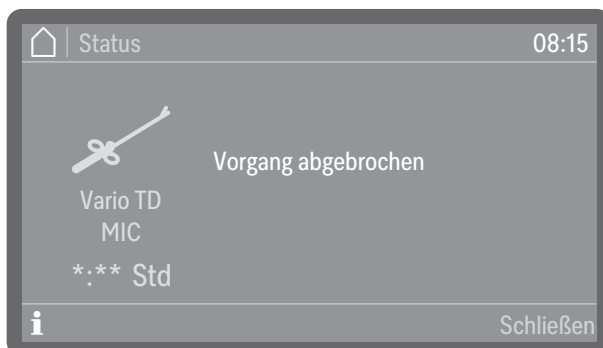 Status
08:15
Vorgang abgebrochen
Vario TD
MIC
*:** Std
i
Schließen